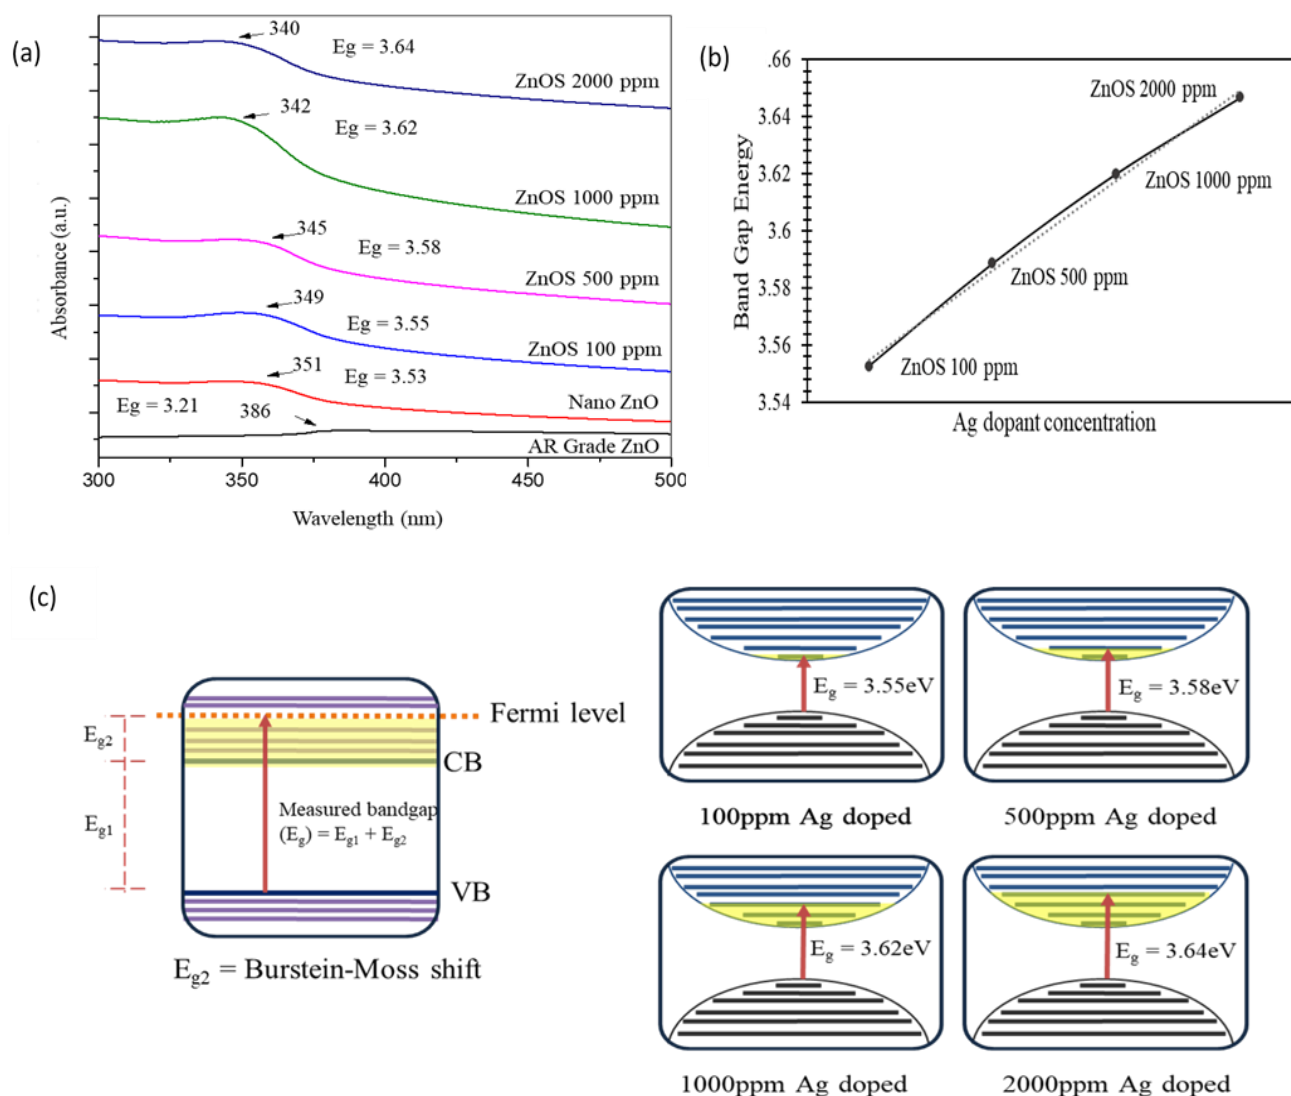 (a)
340
Eg = 3.64
ZnOS 2000 ppm
342
Eg = 3.62
ZnOS 1000 ppm
345
Eg = 3.58
ZnOS 500 ppm
349
Eg = 3.55
ZnOS 100 ppm
351
Eg = 3.53
Nano ZnO
Eg = 3.21
386
AR Grade ZnO
Absorbance (a.u.)
300 350 400 450 500
Wavelength (nm)
(b)
.66
3.64
3.62
3.6
3.58
3.56
3.54
Band Gap Energy
ZnOS 2000 ppm
ZnOS 1000 ppm
ZnOS 500 ppm
ZnOS 100 ppm
Ag dopant concentration
(c)
Fermi level
Eg2
CB
Eg1
Measured bandgap
(Eg) = Eg1 + Eg2
VB
Eg2 = Burstein-Moss shift
Eg = 3.55eV
100ppm Ag doped
Eg = 3.58eV
500ppm Ag doped
Eg = 3.62eV
1000ppm Ag doped
Eg = 3.64eV
2000ppm Ag doped